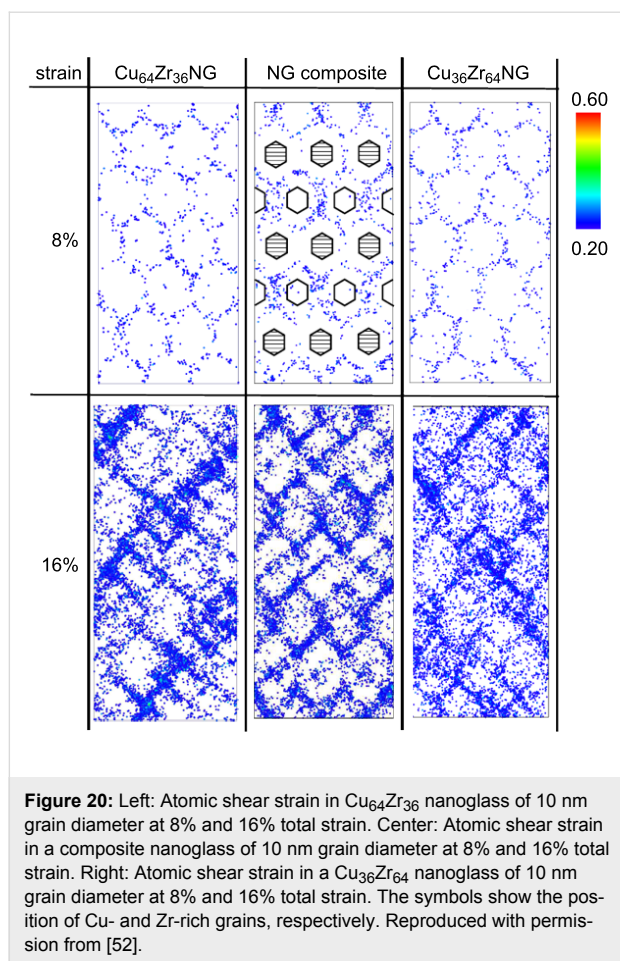 strain Cu₆₄Zr₃₆NG NG composite Cu₃₆Zr₆₄NG
0.60
8%
0.20
16%
Figure 20: Left: Atomic shear strain in Cu₆₄Zr₃₆ nanoglass of 10 nm
grain diameter at 8% and 16% total strain. Center: Atomic shear strain
in a composite nanoglass of 10 nm grain diameter at 8% and 16% total
strain. Right: Atomic shear strain in a Cu₃₆Zr₆₄ nanoglass of 10 nm
grain diameter at 8% and 16% total strain. The symbols show the pos-
ition of Cu- and Zr-rich grains, respectively. Reproduced with permis-
sion from [52].